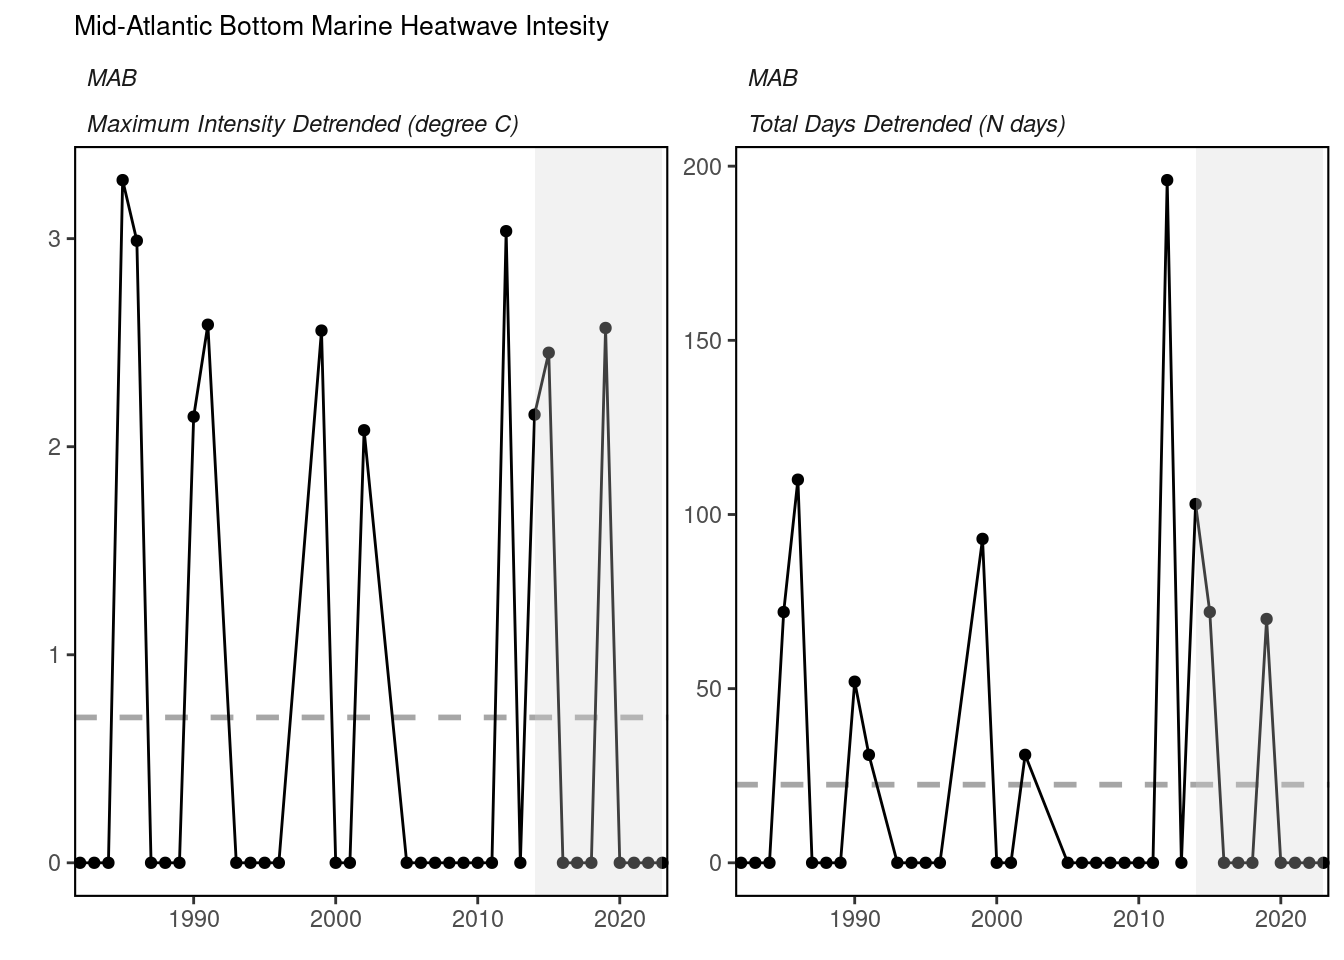 Mid-Atlantic Bottom Marine Heatwave Intesity
MAB
Maximum Intensity Detrended (degree C)
3
2
1
0
1990 2000 2010 2020
MAB
Total Days Detrended (N days)
200
150
100
50
0
1990 2000 2010 2020